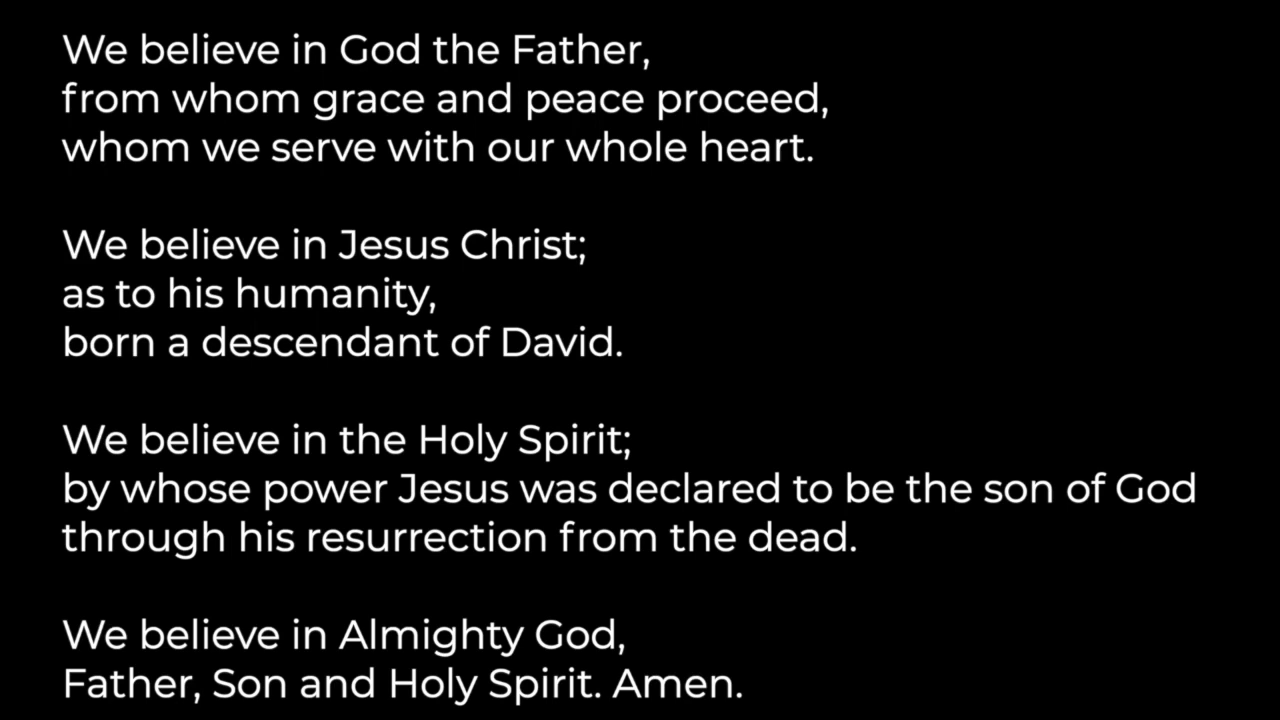 We believe in God the Father,
from whom grace and peace proceed,
whom we serve with our whole heart.
We believe in Jesus Christ;
as to his humanity,
born a descendant of David.
We believe in the Holy Spirit;
by whose power Jesus was declared to be the son of God
through his resurrection from the dead.
We believe in Almighty God,
Father, Son and Holy Spirit. Amen.